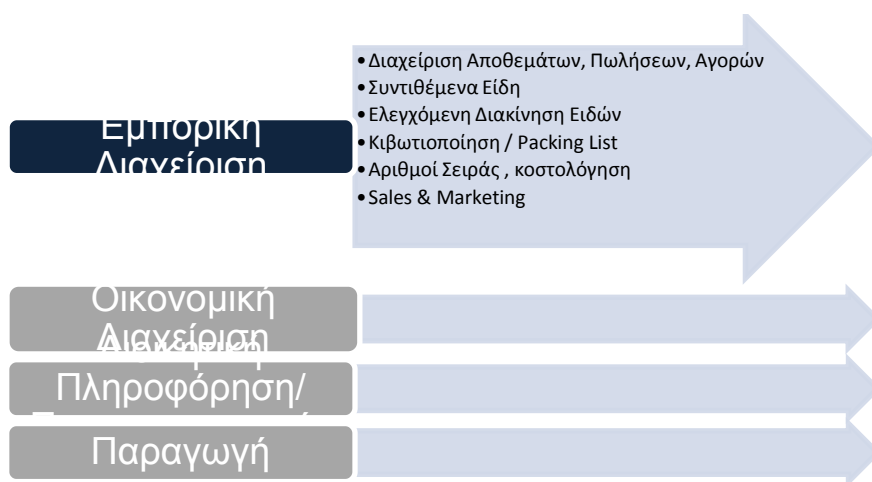 Εμπορική
Διαχείριση
•Διαχείριση Αποθεμάτων, Πωλήσεων, Αγορών
•Συντιθέμενα Είδη
•Ελεγχόμενη Διακίνηση Ειδών
•Κιβωτιοποίηση / Packing List
•Αριθμοί Σειράς , κοστολόγηση
•Sales & Marketing
Οικονομική
Διαχείριση
Πληροφόρηση/
Παραγωγή